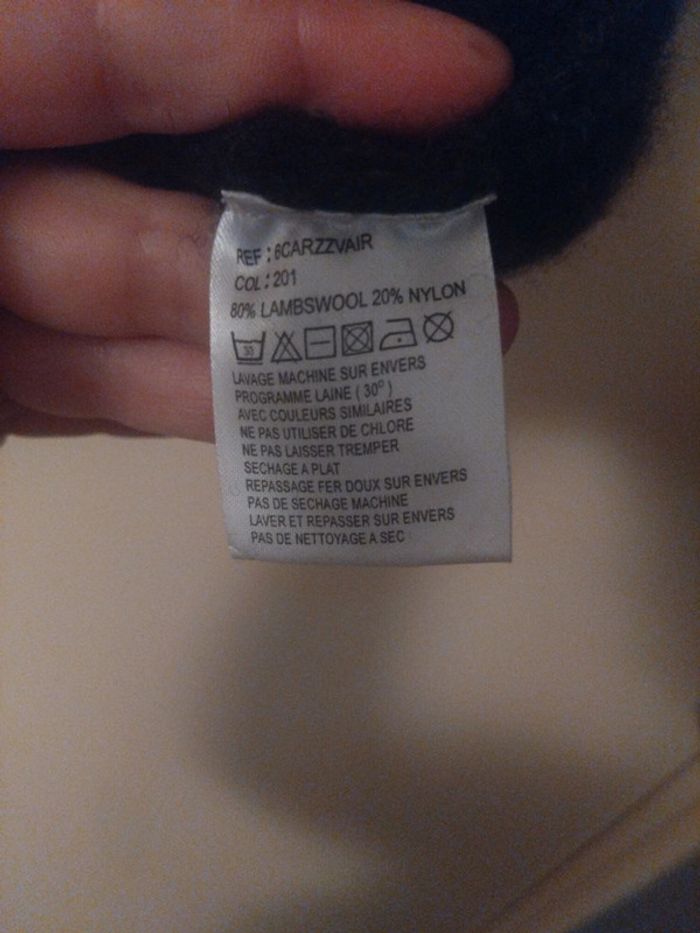 REF : 6CARZZVAIR
COL : 201
80% LAMBSWOOL 20% NYLON
30
LAVAGE MACHINE SUR ENVERS
PROGRAMME LAINE ( 30° )
AVEC COULEURS SIMILAIRES
NE PAS UTILISER DE CHLORE
NE PAS LAISSER TREMPER
SECHAGE A PLAT
REPASSAGE FER DOUX SUR ENVERS
PAS DE SECHAGE MACHINE
LAVER ET REPASSER SUR ENVERS
PAS DE NETTOYAGE A SEC